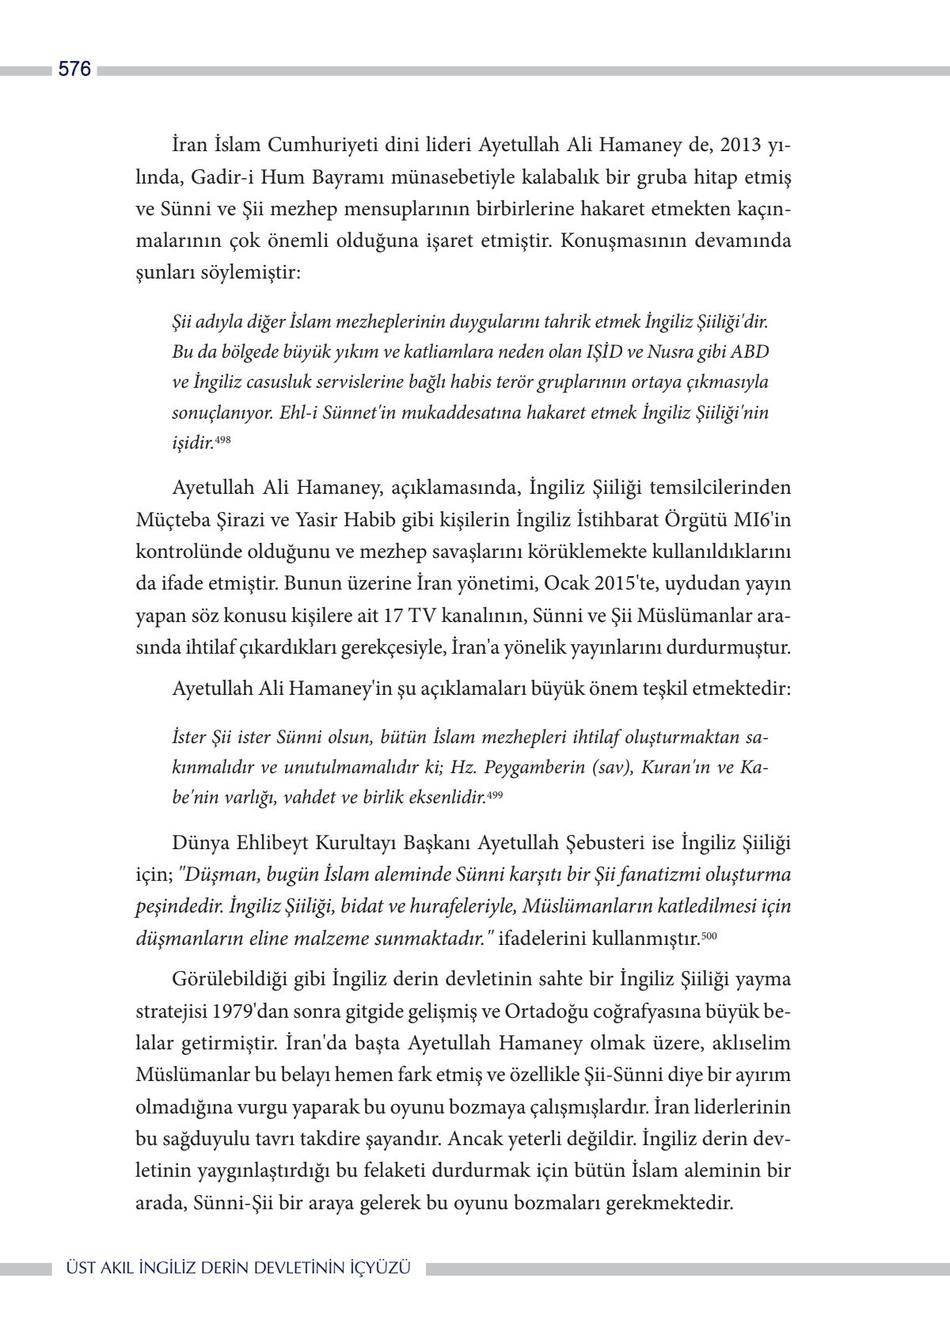 576
İran İslam Cumhuriyeti dini lideri Ayetullah Ali Hamaney de, 2013 yı-
lında, Gadir-i Hum Bayramı münasebetiyle kalabalık bir gruba hitap etmiş
ve Sünni ve Şii mezhep mensuplarının birbirlerine hakaret etmekten kaçın-
malarının çok önemli olduğuna işaret etmiştir. Konuşmasının devamında
şunları söylemiştir:
Şii adıyla diğer İslam mezheplerinin duygularını tahrik etmek İngiliz Şiiliği'dir.
Bu da bölgede büyük yıkım ve katliamlara neden olan IŞİD ve Nusra gibi ABD
ve İngiliz casusluk servislerine bağlı habis terör gruplarının ortaya çıkmasıyla
sonuçlanıyor. Ehl-i Sünnet'in mukaddesatına hakaret etmek İngiliz Şiiliği'nin
işidir.498
Ayetullah Ali Hamaney, açıklamasında, İngiliz Şiiliği temsilcilerinden
Müçteba Şirazi ve Yasir Habib gibi kişilerin İngiliz İstihbarat Örgütü MI6'in
kontrolünde olduğunu ve mezhep savaşlarını körüklemekte kullanıldıklarını
da ifade etmiştir. Bunun üzerine İran yönetimi, Ocak 2015'te, uydudan yayın
yapan söz konusu kişilere ait 17 TV kanalının, Sünni ve Şii Müslümanlar ara-
sında ihtilaf çıkardıkları gerekçesiyle, İran'a yönelik yayınlarını durdurmuştur.
Ayetullah Ali Hamaney'in şu açıklamaları büyük önem teşkil etmektedir:
İster Şii ister Sünni olsun, bütün İslam mezhepleri ihtilaf oluşturmaktan sa-
kınmalıdır ve unutulmamalıdır ki; Hz. Peygamberin (sav), Kuran'ın ve Ka-
be'nin varlığı, vahdet ve birlik eksenlidir.499
Dünya Ehlibeyt Kurultayı Başkanı Ayetullah Şebusteri ise İngiliz Şiiliği
için; "Düşman, bugün İslam aleminde Sünni karşıtı bir Şii fanatizmi oluşturma
peşindedir. İngiliz Şiiliği, bidat ve hurafeleriyle, Müslümanların katledilmesi için
düşmanların eline malzeme sunmaktadır." ifadelerini kullanmıştır.500
Görülebildiği gibi İngiliz derin devletinin sahte bir İngiliz Şiiliği yayma
stratejisi 1979'dan sonra gitgide gelişmiş ve Ortadoğu coğrafyasına büyük be-
lalar getirmiştir. İran'da başta Ayetullah Hamaney olmak üzere, aklıselim
Müslümanlar bu belayı hemen fark etmiş ve özellikle Şii-Sünni diye bir ayırım
olmadığına vurgu yaparak bu oyunu bozmaya çalışmışlardır. İran liderlerinin
bu sağduyulu tavrı takdire şayandır. Ancak yeterli değildir. İngiliz derin dev-
letinin yaygınlaştırdığı bu felaketi durdurmak için bütün İslam aleminin bir
arada, Sünni-Şii bir araya gelerek bu oyunu bozmaları gerekmektedir.
ÜST AKIL İNGİLİZ DERİN DEVLETİNİN İÇYÜZÜ